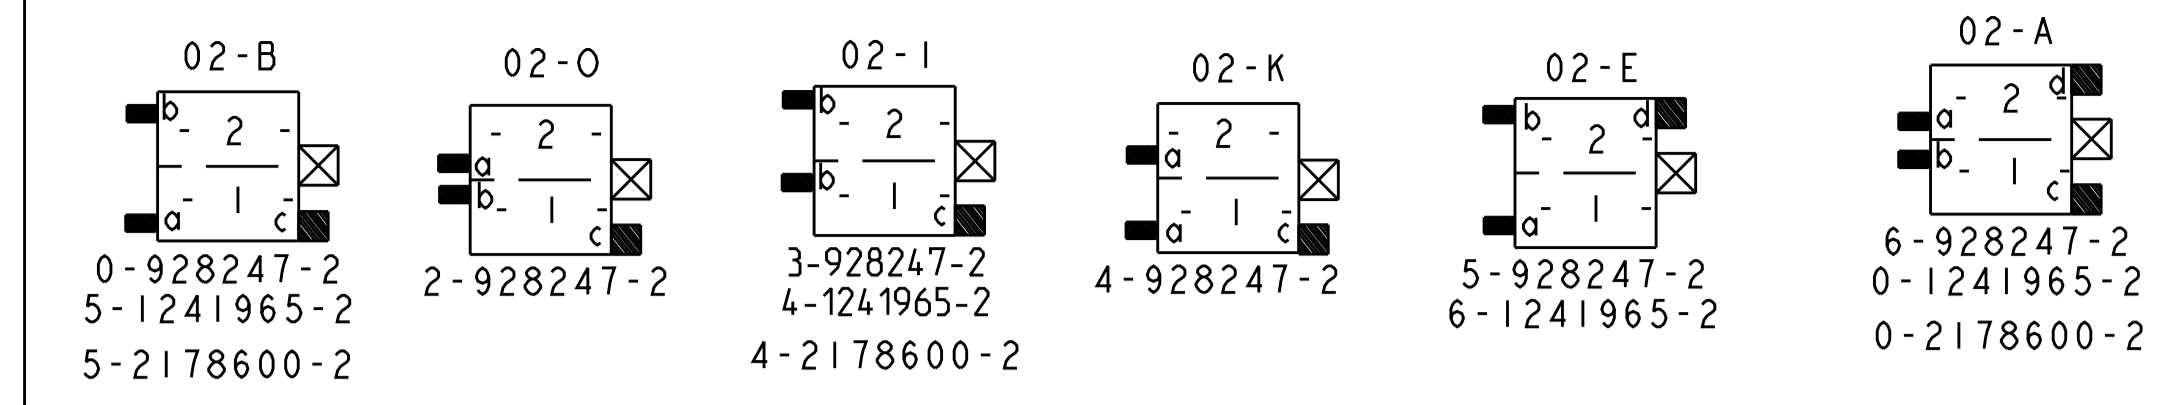 02-B
b
- 2 -
-
- 1 -
a c
0-928247-2
5-1241965-2
5-2178600-2
02-O
- 2 -
a
b
- 1 -
c
2-928247-2
02-I
b
- 2 -
b
- 1 -
c
3-928247-2
4-1241965-2
4-2178600-2
02-K
- 2 -
a
- 1 -
a c
4-928247-2
02-E
b d
- 2 -
- 1 -
a
5-928247-2
6-1241965-2
02-A
d
- 2 -
a
b
- 1 -
c
6-928247-2
0-1241965-2
0-2178600-2